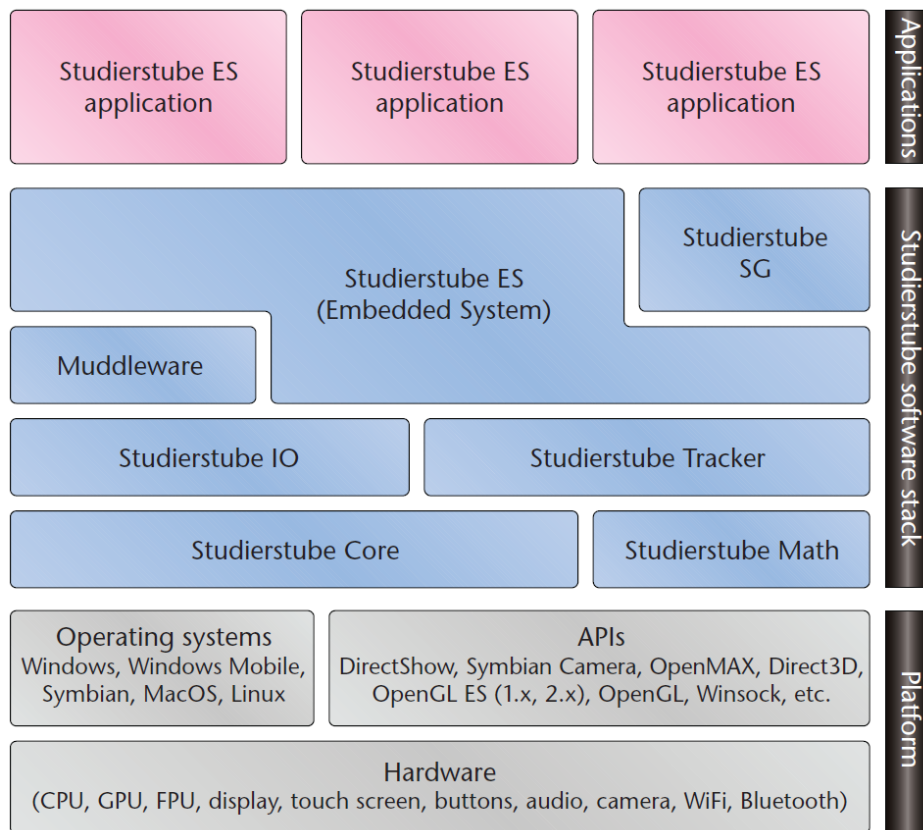 Studierstube ES
application
Studierstube ES
application
Studierstube ES
application
Applications
Studierstube ES
(Embedded System)
Studierstube
SG
Muddleware
Studierstube IO
Studierstube Tracker
Studierstube Core
Studierstube Math
Studierstube software stack
Operating systems
Windows, Windows Mobile,
Symbian, MacOS, Linux
APIs
DirectShow, Symbian Camera, OpenMAX, Direct3D,
OpenGL ES (1.x, 2.x), OpenGL, Winsock, etc.
Hardware
(CPU, GPU, FPU, display, touch screen, buttons, audio, camera, WiFi, Bluetooth)
Platform